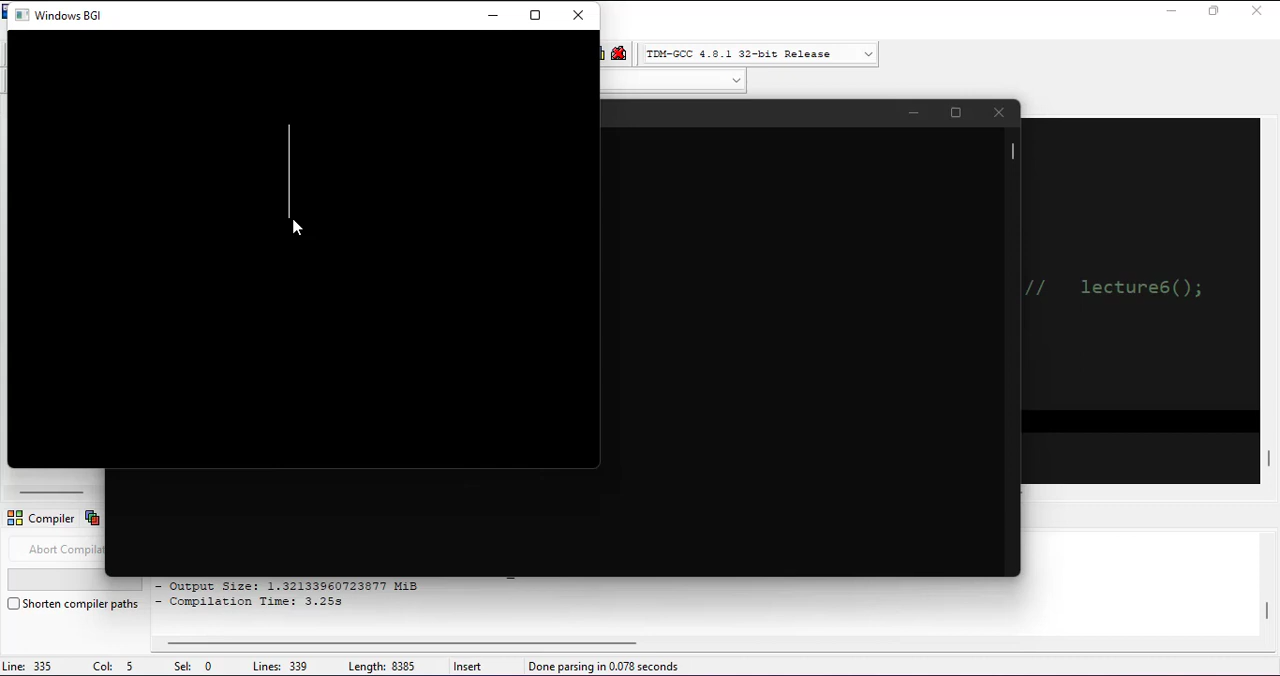 Windows BGI
TDM-GCC 4.8.1 32-bit Release
// lecture6();
Compiler
Abort Compilat
- Output Size: 1.32133960723877 MiB
- Compilation Time: 3.25s
Shorten compiler paths
Line: 335 Col: 5 Sel: 0 Lines: 339 Length: 8385 Insert Done parsing in 0.078 seconds